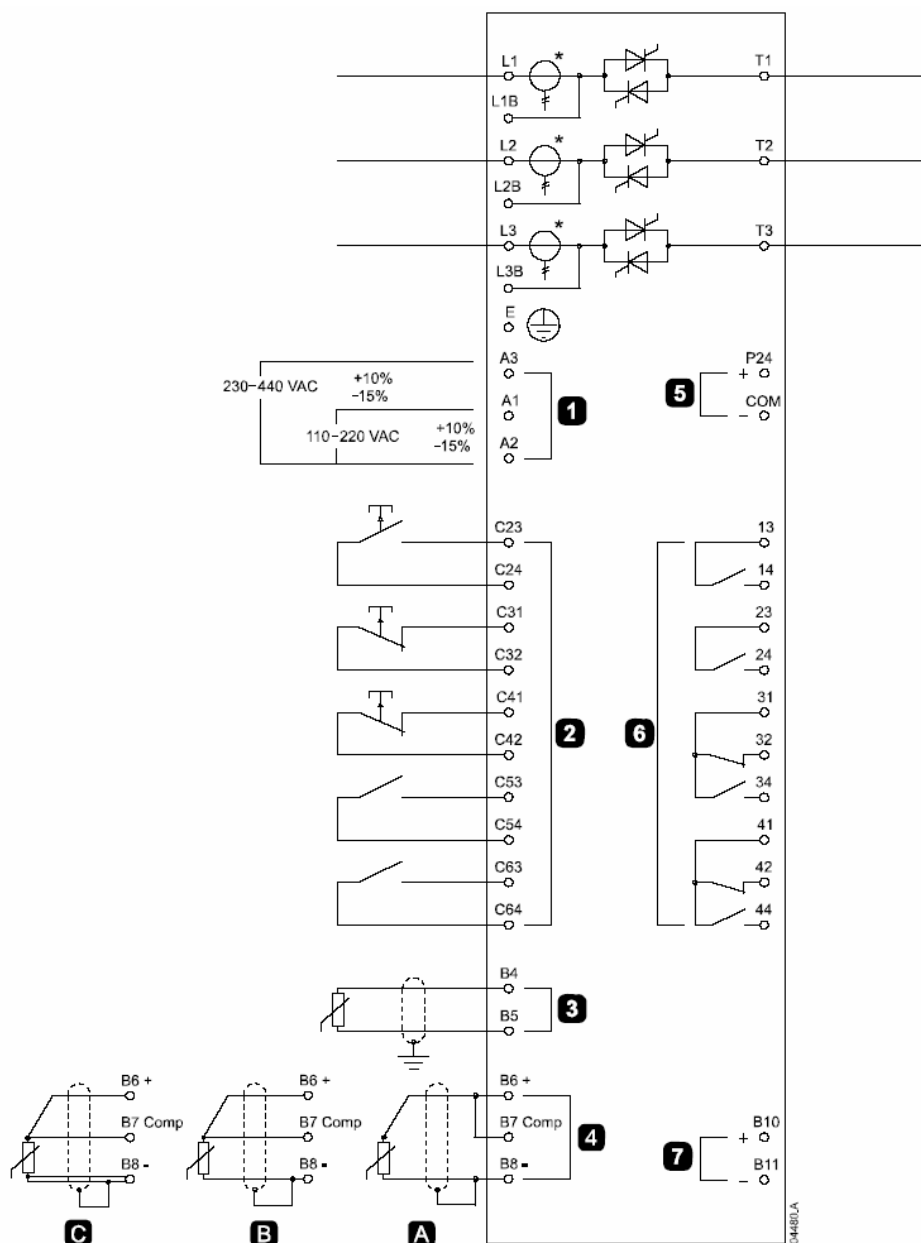 L1 * T1
L1B
L2 * T2
L2B
L3 * T3
L3B
E
A3 P24
230–440 VAC +10% –15% 1 5 + –
A1 COM
110–220 VAC +10% –15%
A2
C23 13
C24 14
C31 23
C32 24
C41 31
2 6
C42 32
C53 34
C54 41
C63 42
C64 44
B4
3
B5
B6 + B6 + B6 +
B7 Comp B7 Comp B7 Comp 4 B10
7 + –
B8 - B8 - B8 - B11
C B A
04480.A